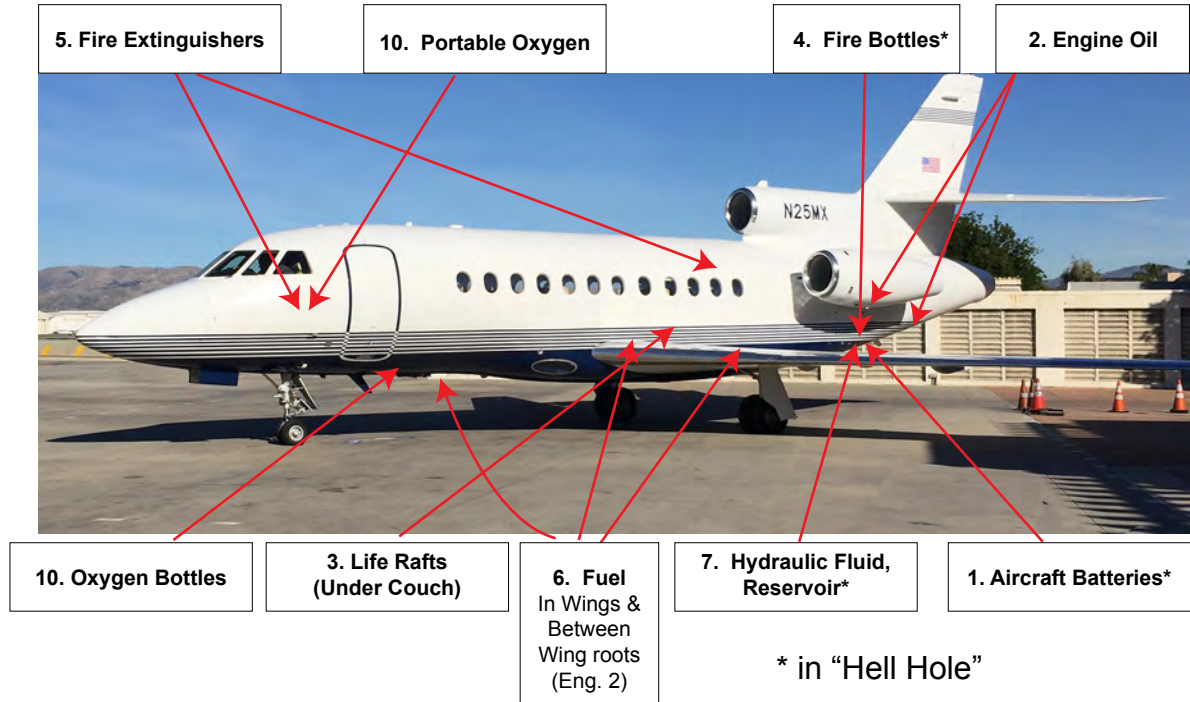 5. Fire Extinguishers
10.  Portable Oxygen
4.  Fire Bottles*
2. Engine Oil
N25MX
10. Oxygen Bottles
3. Life Rafts
(Under Couch)
6.  Fuel
In Wings &
Between
Wing roots
(Eng. 2)
7.  Hydraulic Fluid,
Reservoir*
1. Aircraft Batteries*
* in “Hell Hole”